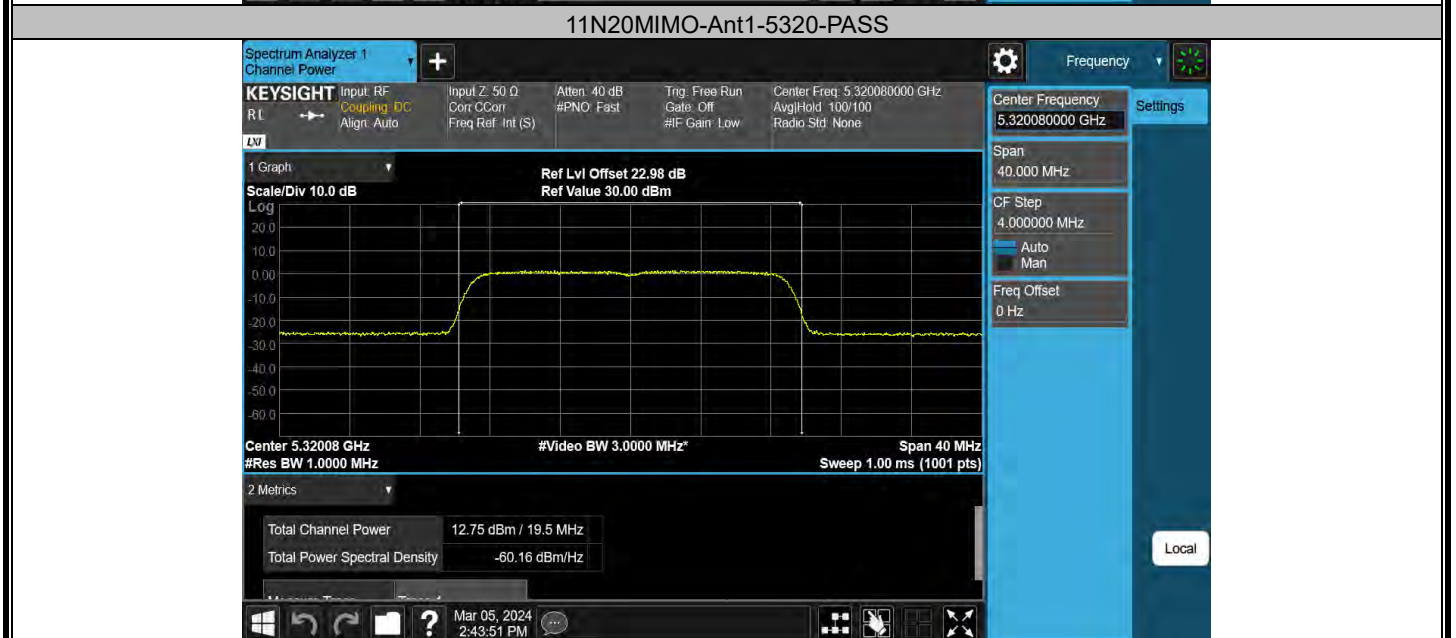 11N20MIMO-Ant1-5320-PASS
Spectrum Analyzer 1
Channel Power
Frequency
KEYSIGHT
RL
LXI
Input: RF
Coupling: DC
Align: Auto
Input Z: 50 Ω
Corr CCorr
Freq Ref: Int (S)
Atten: 40 dB
#PNO: Fast
Trig: Free Run
Gate: Off
#IF Gain: Low
Center Freq: 5.320080000 GHz
Avg|Hold: 100/100
Radio Std: None
Center Frequency
5.320080000 GHz
Settings
Span
40.000 MHz
CF Step
4.000000 MHz
Auto
Man
Freq Offset
0 Hz
1 Graph
Scale/Div 10.0 dB
Ref Lvl Offset 22.98 dB
Ref Value 30.00 dBm
Log
20.0
10.0
0.00
-10.0
-20.0
-30.0
-40.0
-50.0
-60.0
Center 5.32008 GHz
#Res BW 1.0000 MHz
#Video BW 3.0000 MHz*
Span 40 MHz
Sweep 1.00 ms (1001 pts)
2 Metrics
Total Channel Power 12.75 dBm / 19.5 MHz
Total Power Spectral Density -60.16 dBm/Hz
Local
?
Mar 05, 2024
2:43:51 PM